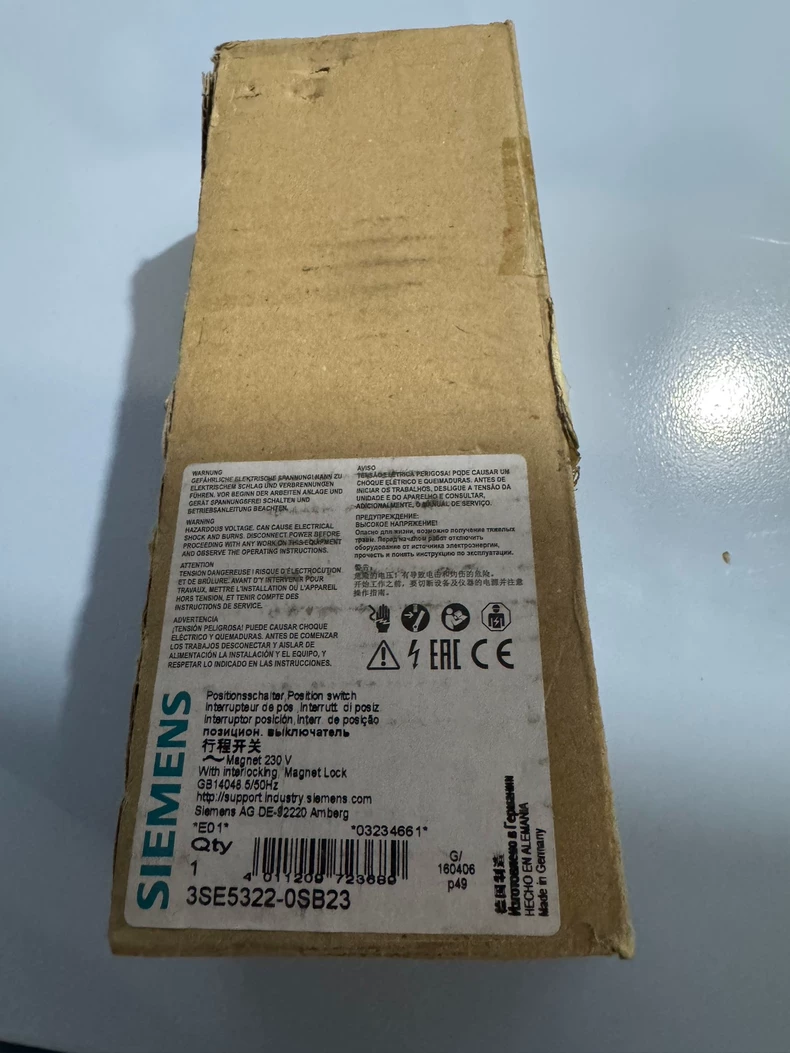 WARNUNG
GEFÄHRLICHE ELEKTRISCHE SPANNUNG! KANN ZU
ELEKTRISCHEM SCHLAG UND VERBRENNUNGEN
FÜHREN. VOR BEGINN DER ARBEITEN ANLAGE UND
GERÄT SPANNUNGSFREI SCHALTEN UND
BETRIEBSANLEITUNG BEACHTEN.
WARNING
HAZARDOUS VOLTAGE. CAN CAUSE ELECTRICAL
SHOCK AND BURNS. DISCONNECT POWER BEFORE
PROCEEDING WITH ANY WORK ON THIS EQUIPMENT
AND OBSERVE THE OPERATING INSTRUCTIONS.
ATTENTION
TENSION DANGEREUSE! RISQUE D'ÉLECTROCUTION
ET DE BRÛLURE. AVANT D'Y INTERVENIR POUR
TRAVAUX, METTRE L'INSTALLATION OU L'APPAREIL
HORS TENSION, ET TENIR COMPTE DES
INSTRUCTIONS DE SERVICE.
ADVERTENCIA
¡TENSIÓN PELIGROSA! PUEDE CAUSAR CHOQUE
ELÉCTRICO Y QUEMADURAS. ANTES DE COMENZAR
LOS TRABAJOS DESCONECTAR Y AISLAR DE
ALIMENTACIÓN LA INSTALACIÓN Y EL EQUIPO, Y
RESPETAR LO INDICADO EN LAS INSTRUCCIONES.
AVISO
TENSÃO ELÉTRICA PERIGOSA! PODE CAUSAR UM
CHOQUE ELÉTRICO E QUEIMADURAS. ANTES DE
INICIAR OS TRABALHOS, DESLIGUE A TENSÃO DA
UNIDADE E DO APARELHO E CONSULTAR,
ADICIONALMENTE, O MANUAL DE SERVIÇO.
ПРЕДУПРЕЖДЕНИЕ:
ВЫСОКОЕ НАПРЯЖЕНИЕ!
Опасно для жизни, возможно получение тяжелых
травм. Перед началом работ отключить
оборудование от источника электроэнергии,
прочесть и понять инструкцию по эксплуатации.
警告:
危险的电压! 有导致电击和灼伤的危险。
开始工作之前,要切断设备及仪器的电源并注意
操作指南。
EAC CE
SIEMENS
Positionsschalter,Position switch
Interrupteur de pos ,Interrutt. di posiz
Interruptor posición,Interr. de posição
позицион. выключатель
行程开关
~ Magnet 230 V
With interlocking Magnet Lock
GB14048.5/50Hz
http://support.industry.siemens.com
Siemens AG DE-92220 Amberg
*E01* *03234661*
Qty
1
4 011209 723689
3SE5322-0SB23
G/
160406
p49
德国制造
Изготовлено в Германии
HECHO EN ALEMANIA
Made in Germany